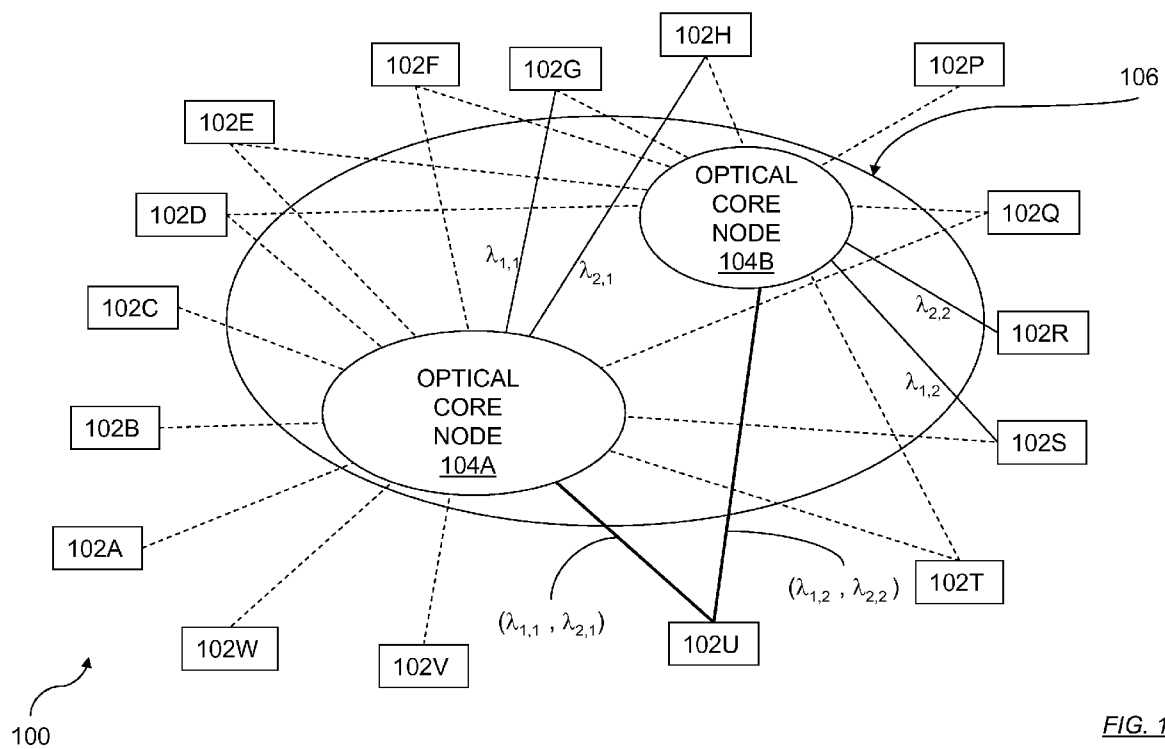 102H
102F
102G
102P
106
102E
OPTICAL
CORE
NODE
104B
102D
102Q
λ1,1
λ2,1
102C
λ2,2
102R
OPTICAL
CORE
NODE
104A
λ1,2
102B
102S
102A
102T
(λ1,1 , λ2,1)
(λ1,2 , λ2,2)
102W
102V
102U
100
FIG. 1